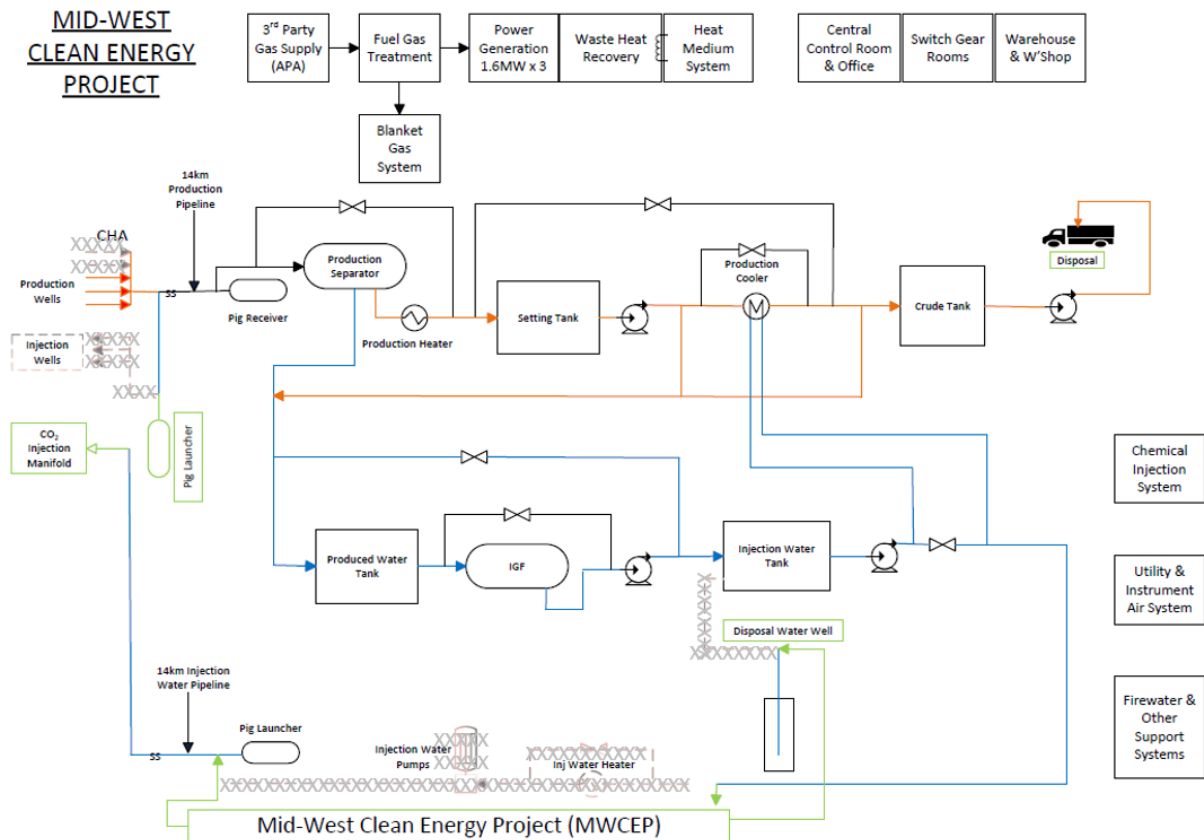 MID-WEST
CLEAN ENERGY
PROJECT
3rd Party
Gas Supply
(APA)
Fuel Gas
Treatment
Power
Generation
1.6MW x 3
Waste Heat
Recovery
Heat
Medium
System
Central
Control Room
& Office
Switch Gear
Rooms
Warehouse
& W'Shop
Blanket
Gas
System
14km
Production
Pipeline
CHA
XXXXX
XXXXX
Production
Wells
SS
Pig Receiver
Production
Separator
Production Heater
Setting Tank
Production
Cooler
M
Crude Tank
Disposal
Injection
Wells
XXXXX
XXXXX
XXXX
Pig Launcher
CO2
Injection
Manifold
Chemical
Injection
System
Produced Water
Tank
IGF
Injection Water
Tank
Utility &
Instrument
Air System
Disposal Water Well
14km Injection
Water Pipeline
SS
Pig Launcher
Injection Water
Pumps
Inj Water Heater
Firewater &
Other
Support
Systems
Mid-West Clean Energy Project (MWCEP)